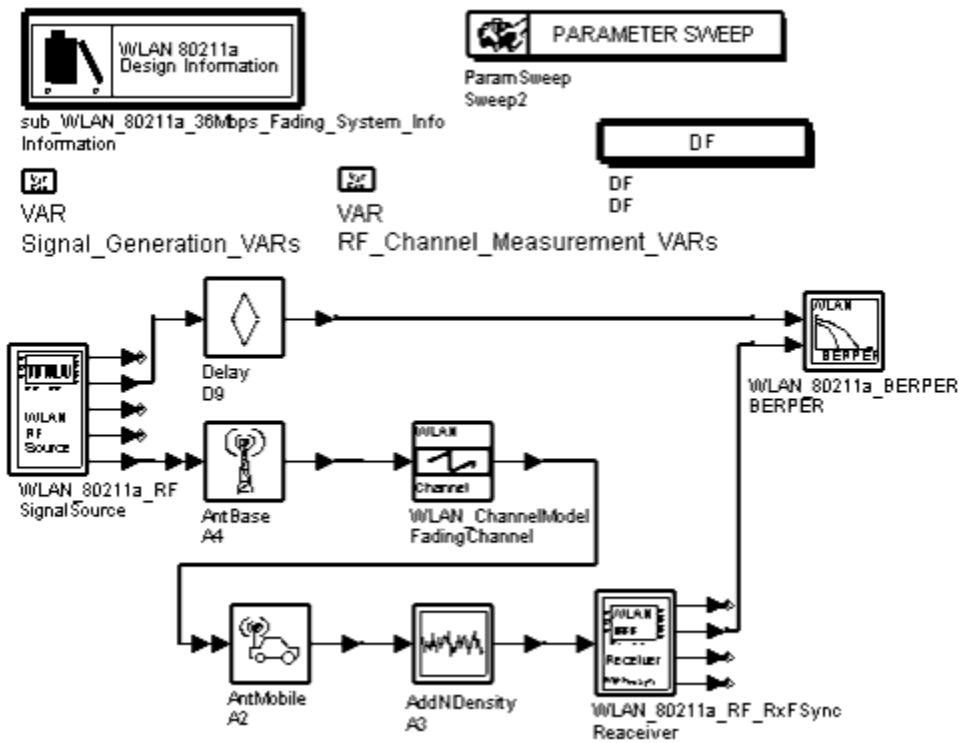 WLAN 80211a
Design Information
sub_WLAN_80211a_36Mbps_Fading_System_Info
Information
PARAMETER SWEEP
ParamSweep
Sweep2
DF
DF
DF
VAR
Signal_Generation_VARs
VAR
RF_Channel_Measurement_VARs
Delay
D9
WLAN
BERPER
WLAN_80211a_BERPER
BERPER
WLAN
RF
Source
WLAN_80211a_RF
SignalSource
AntBase
A4
WLAN
Channel
WLAN_ChannelModel
FadingChannel
AntMobile
A2
AddNDensity
A3
WLAN
Receiver
WLAN_80211a_RF_RxFSync
Reaceiver